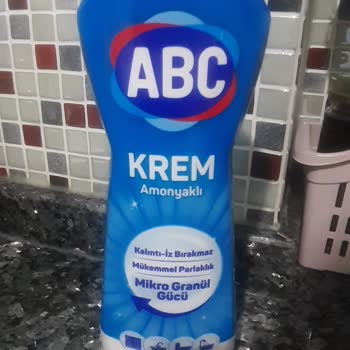 ABC
KREM
Amonyaklı
Kalıntı-İz Bırakmaz
Mükemmel Parlaklık
Mikro Granül
Gücü